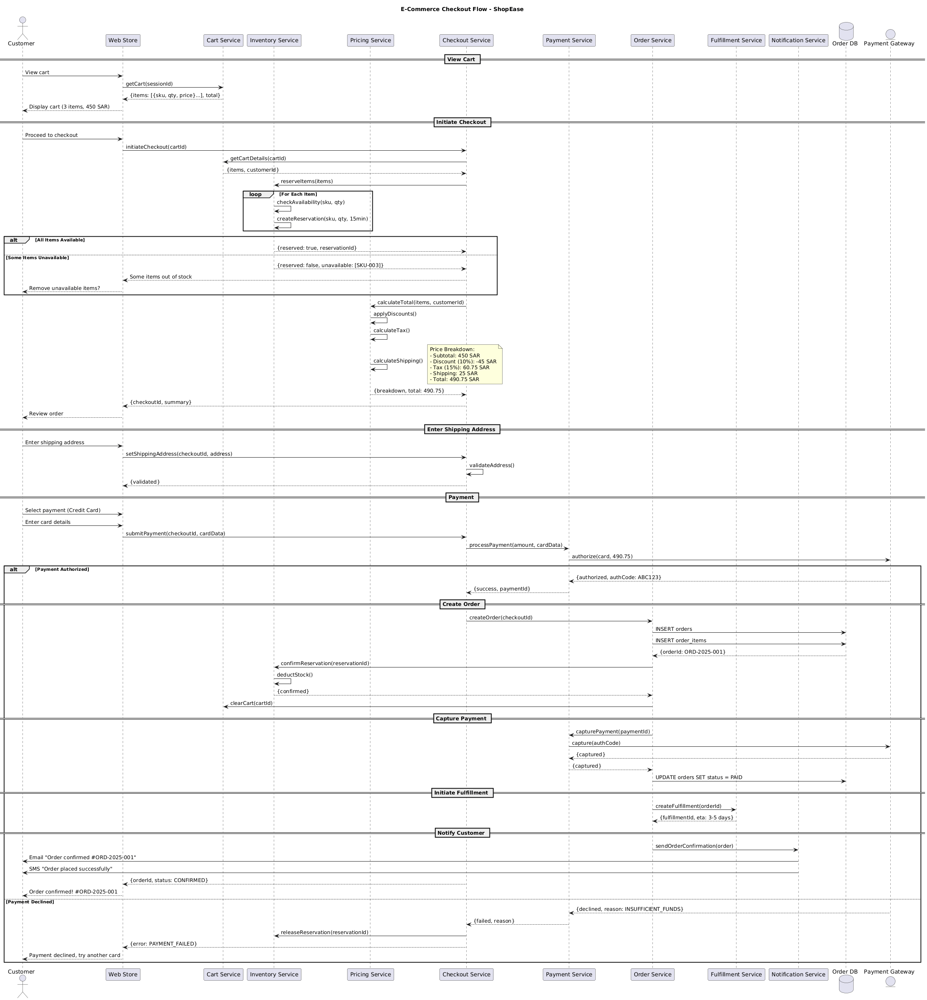 E-Commerce Checkout Flow - ShopEase
Customer
Web Store
Cart Service
Inventory Service
Pricing Service
Checkout Service
Payment Service
Order Service
Fulfillment Service
Notification Service
Order DB
Payment Gateway
View Cart
View cart
getCart(sessionId)
{items: [{sku, qty, price}...], total}
Display cart (3 items, 450 SAR)
Initiate Checkout
Proceed to checkout
initiateCheckout(cartId)
getCartDetails(cartId)
{items, customerId}
reserveItems(items)
loop [For Each Item]
checkAvailability(sku, qty)
createReservation(sku, qty, 15min)
alt [All Items Available]
{reserved: true, reservationId}
[Some Items Unavailable]
{reserved: false, unavailable: [SKU-003]}
Some items out of stock
Remove unavailable items?
calculateTotal(items, customerId)
applyDiscounts()
calculateTax()
calculateShipping()
Price Breakdown:
- Subtotal: 450 SAR
- Discount (10%): -45 SAR
- Tax (15%): 60.75 SAR
- Shipping: 25 SAR
- Total: 490.75 SAR
{breakdown, total: 490.75}
{checkoutId, summary}
Review order
Enter Shipping Address
Enter shipping address
setShippingAddress(checkoutId, address)
validateAddress()
{validated}
Payment
Select payment (Credit Card)
Enter card details
submitPayment(checkoutId, cardData)
processPayment(amount, cardData)
authorize(card, 490.75)
alt [Payment Authorized]
{authorized, authCode: ABC123}
{success, paymentId}
Create Order
createOrder(checkoutId)
INSERT orders
INSERT order_items
{orderId: ORD-2025-001}
confirmReservation(reservationId)
deductStock()
{confirmed}
clearCart(cartId)
Capture Payment
capturePayment(paymentId)
capture(authCode)
{captured}
{captured}
UPDATE orders SET status = PAID
Initiate Fulfillment
createFulfillment(orderId)
{fulfillmentId, eta: 3-5 days}
Notify Customer
sendOrderConfirmation(order)
Email "Order confirmed #ORD-2025-001"
SMS "Order placed successfully"
{orderId, status: CONFIRMED}
Order confirmed! #ORD-2025-001
[Payment Declined]
{declined, reason: INSUFFICIENT_FUNDS}
{failed, reason}
releaseReservation(reservationId)
{error: PAYMENT_FAILED}
Payment declined, try another card
Customer
Web Store
Cart Service
Inventory Service
Pricing Service
Checkout Service
Payment Service
Order Service
Fulfillment Service
Notification Service
Order DB
Payment Gateway